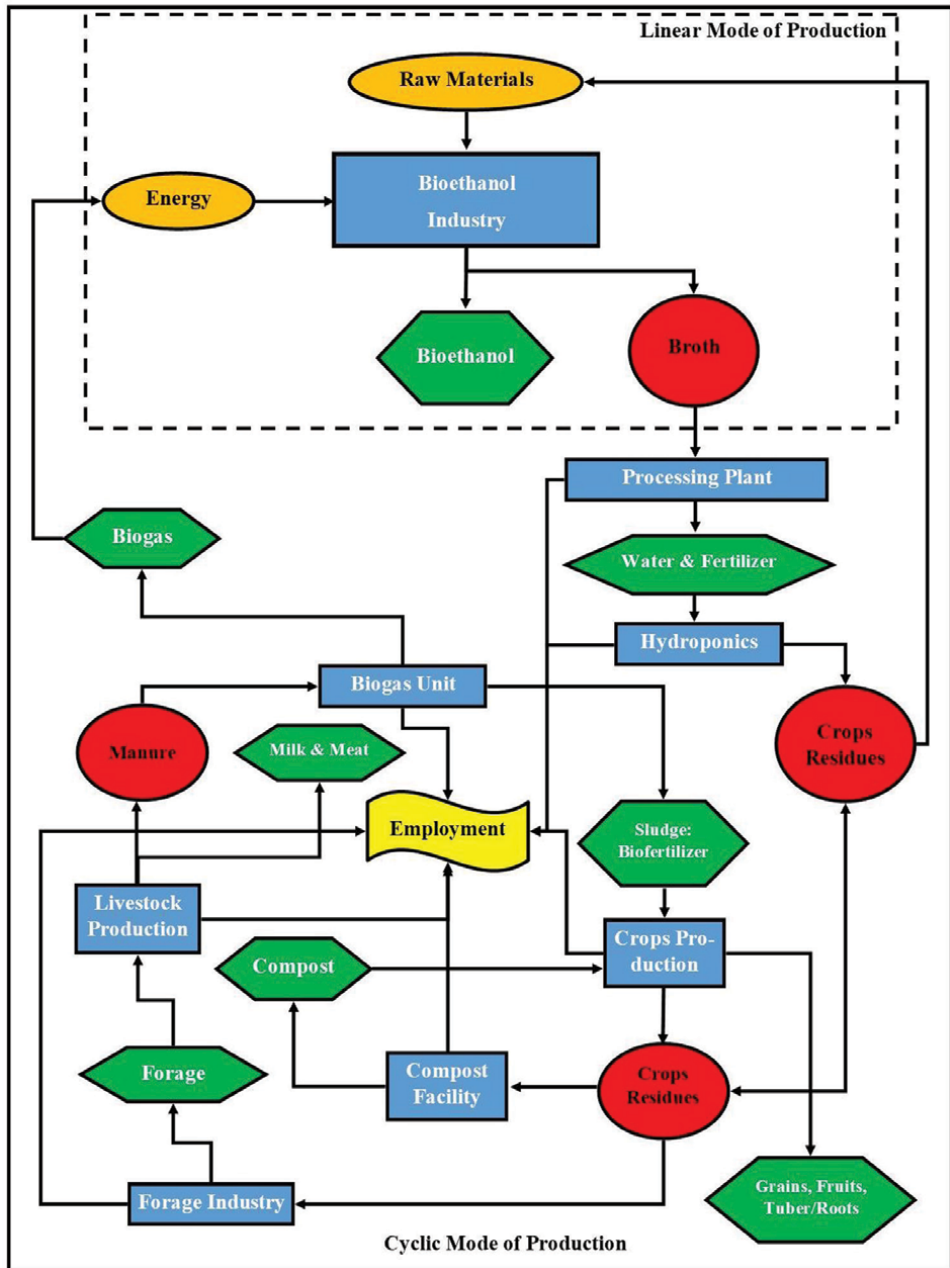 Linear Mode of Production
Raw Materials
Energy
Bioethanol
Industry
Bioethanol
Broth
Processing Plant
Biogas
Water & Fertilizer
Hydroponics
Biogas Unit
Manure
Milk & Meat
Crops
Residues
Employment
Sludge:
Biofertilizer
Livestock
Production
Crops Pro-
duction
Compost
Forage
Compost
Facility
Crops
Residues
Forage Industry
Grains, Fruits,
Tuber/Roots
Cyclic Mode of Production